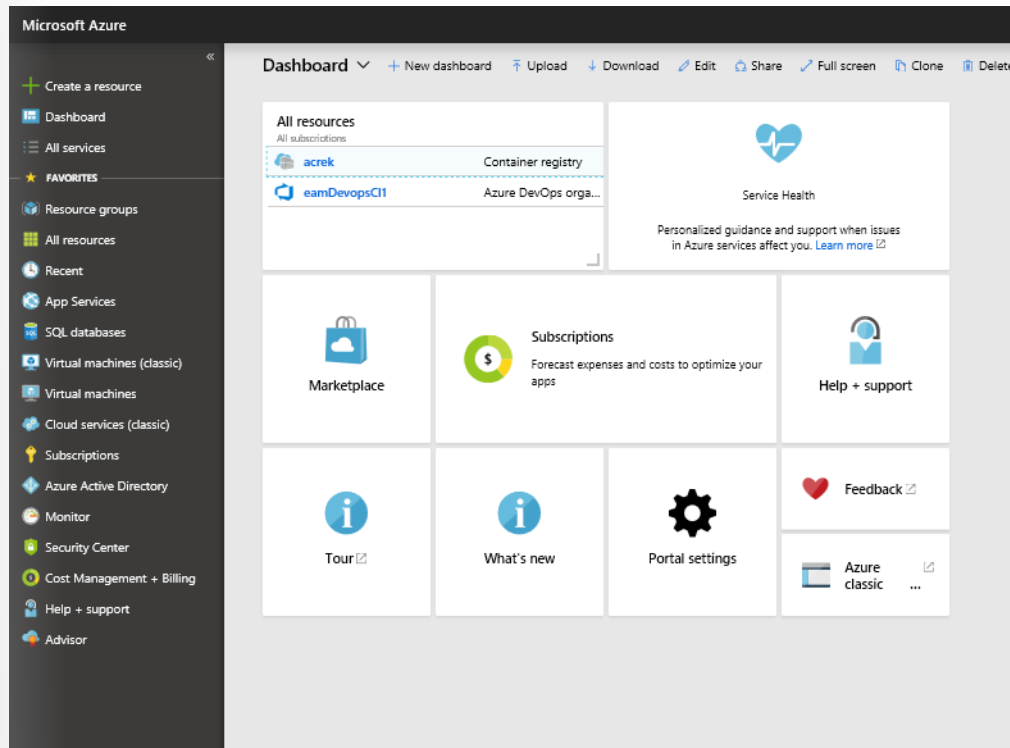 Microsoft Azure
«
Create a resource
Dashboard
All services
FAVORITES
Resource groups
All resources
Recent
App Services
SQL databases
Virtual machines (classic)
Virtual machines
Cloud services (classic)
Subscriptions
Azure Active Directory
Monitor
Security Center
Cost Management + Billing
Help + support
Advisor
Dashboard New dashboard Upload Download Edit Share Full screen Clone Delete
All resources
All subscriptions
acrek Container registry
eamDevopsCI1 Azure DevOps orga...
Service Health
Personalized guidance and support when issues
in Azure services affect you. Learn more
Marketplace
$
Subscriptions
Forecast expenses and costs to optimize your
apps
Help + support
Tour
What's new
Portal settings
Feedback
Azure
classic ...